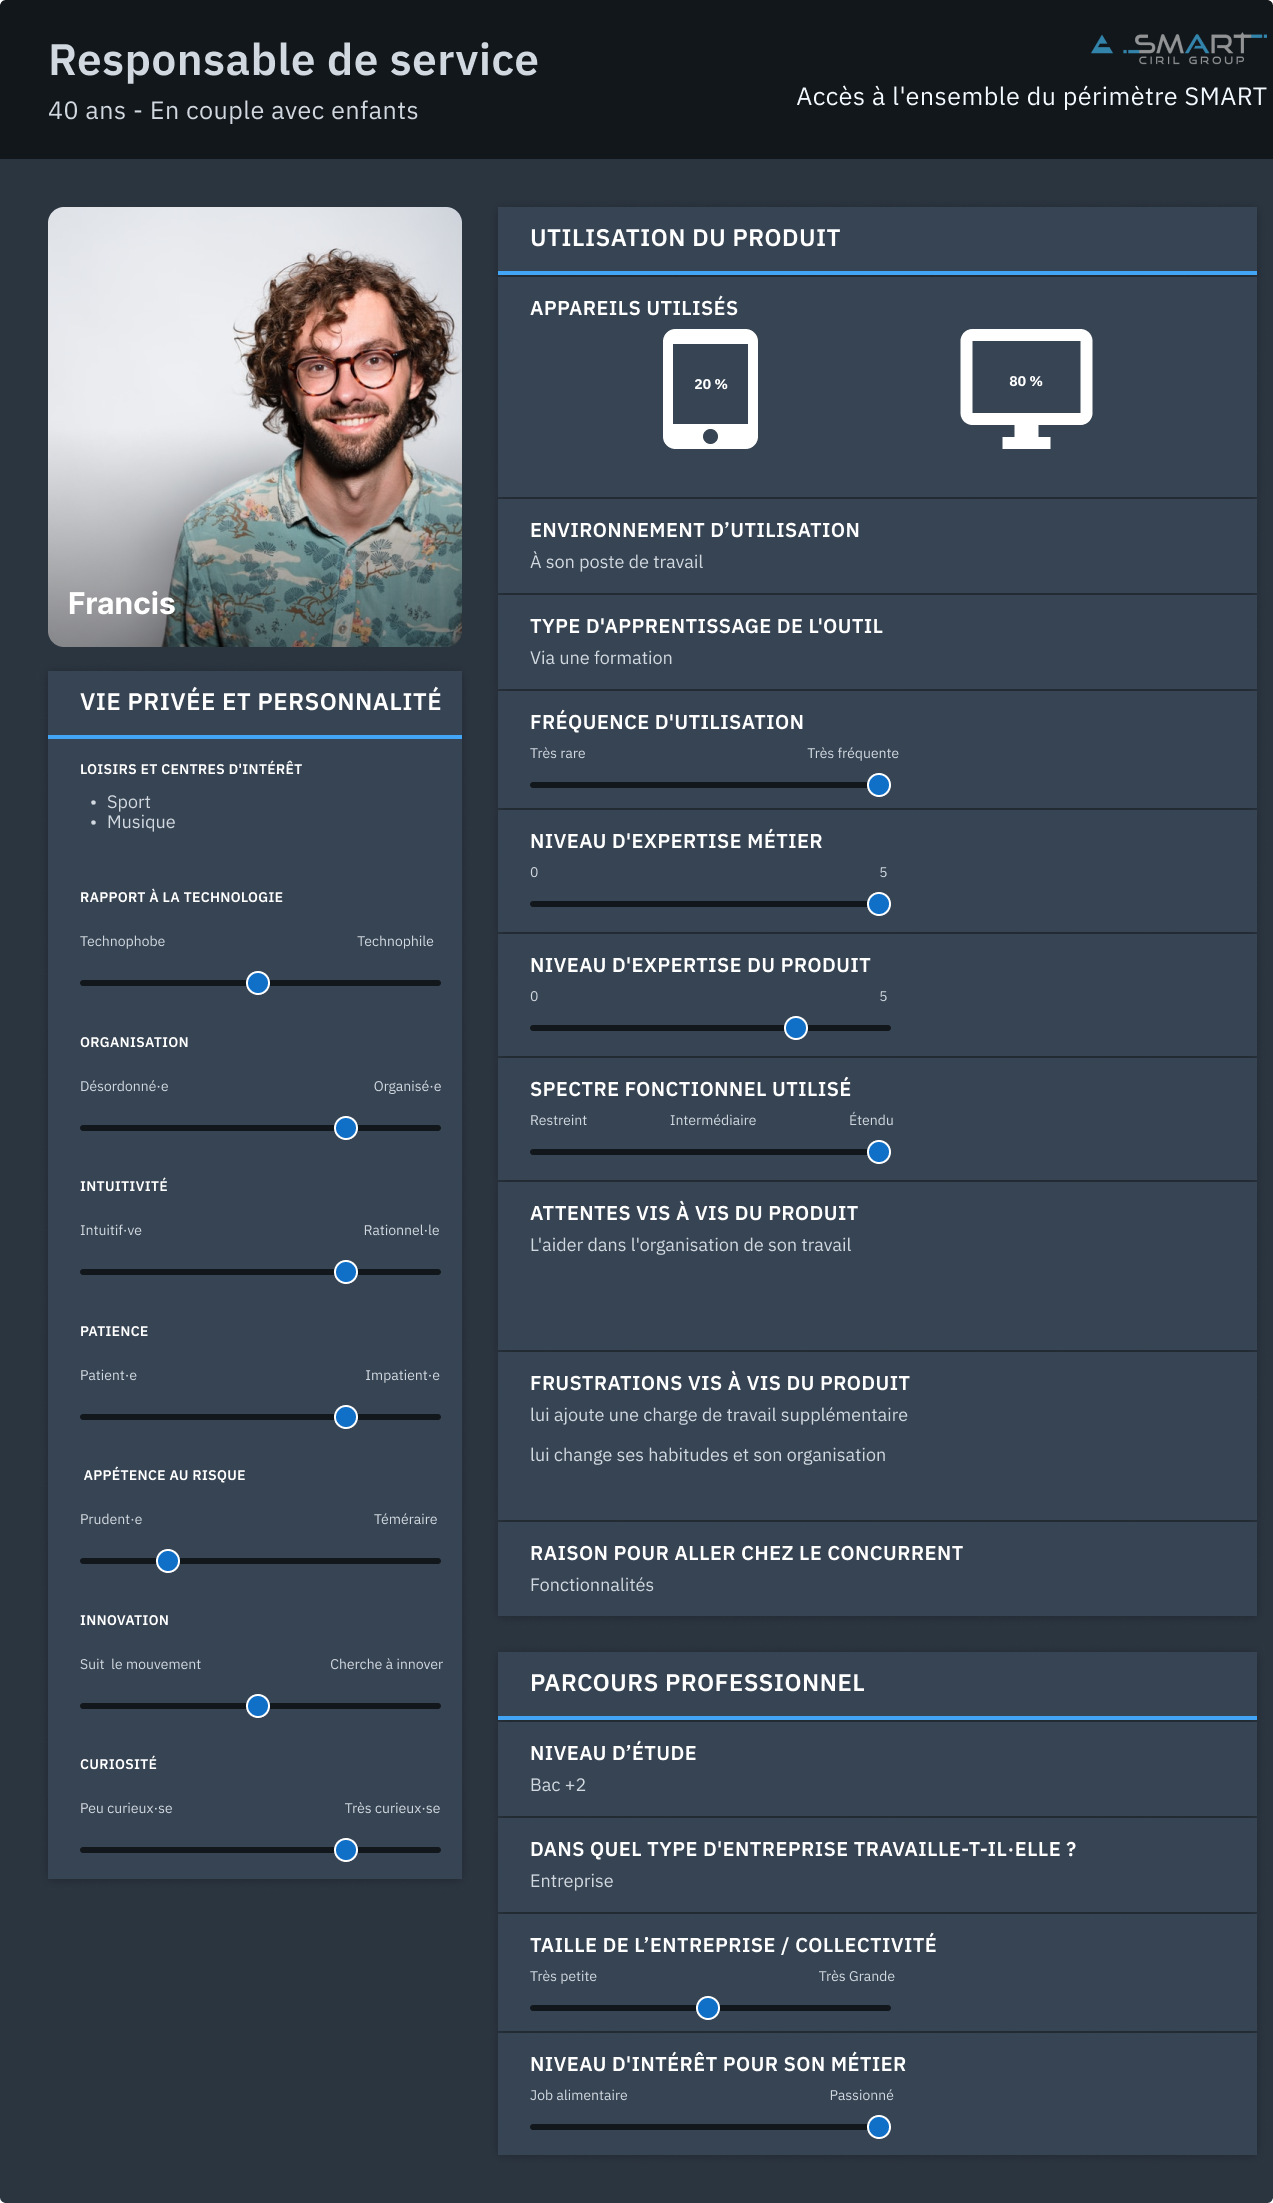 Responsable de service
40 ans - En couple avec enfants
SMART
CIRIL GROUP
Accès à l'ensemble du périmètre SMART
Francis
VIE PRIVÉE ET PERSONNALITÉ
LOISIRS ET CENTRES D'INTÉRÊT
• Sport
• Musique
RAPPORT À LA TECHNOLOGIE
Technophobe Technophile
ORGANISATION
Désordonné·e Organisé·e
INTUITIVITÉ
Intuitif·ve Rationnel·le
PATIENCE
Patient·e Impatient·e
APPÉTENCE AU RISQUE
Prudent·e Téméraire
INNOVATION
Suit le mouvement Cherche à innover
CURIOSITÉ
Peu curieux·se Très curieux·se
UTILISATION DU PRODUIT
APPAREILS UTILISÉS
20 % 80 %
ENVIRONNEMENT D’UTILISATION
À son poste de travail
TYPE D'APPRENTISSAGE DE L'OUTIL
Via une formation
FRÉQUENCE D'UTILISATION
Très rare Très fréquente
NIVEAU D'EXPERTISE MÉTIER
0 5
NIVEAU D'EXPERTISE DU PRODUIT
0 5
SPECTRE FONCTIONNEL UTILISÉ
Restreint Intermédiaire Étendu
ATTENTES VIS À VIS DU PRODUIT
L'aider dans l'organisation de son travail
FRUSTRATIONS VIS À VIS DU PRODUIT
lui ajoute une charge de travail supplémentaire
lui change ses habitudes et son organisation
RAISON POUR ALLER CHEZ LE CONCURRENT
Fonctionnalités
PARCOURS PROFESSIONNEL
NIVEAU D’ÉTUDE
Bac +2
DANS QUEL TYPE D'ENTREPRISE TRAVAILLE-T-IL·ELLE ?
Entreprise
TAILLE DE L’ENTREPRISE / COLLECTIVITÉ
Très petite Très Grande
NIVEAU D'INTÉRÊT POUR SON MÉTIER
Job alimentaire Passionné